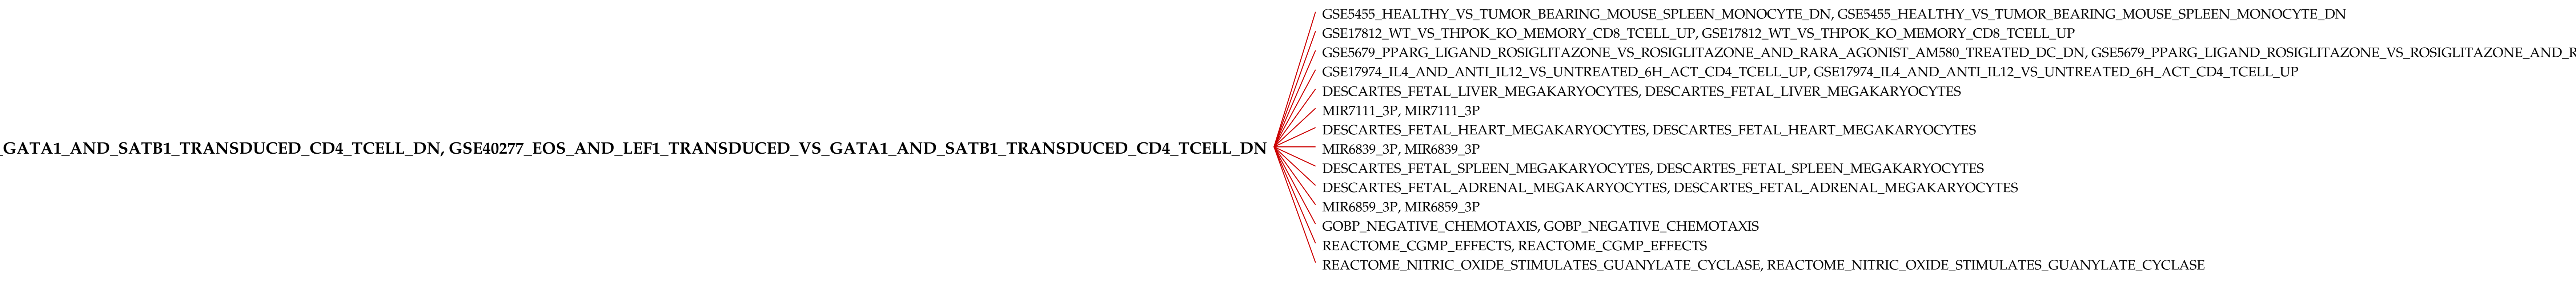 GSE5455_HEALTHY_VS_TUMOR_BEARING_MOUSE_SPLEEN_MONOCYTE_DN, GSE5455_HEALTHY_VS_TUMOR_BEARING_MOUSE_SPLEEN_MONOCYTE_DN
GSE17812_WT_VS_THPOK_KO_MEMORY_CD8_TCELL_UP, GSE17812_WT_VS_THPOK_KO_MEMORY_CD8_TCELL_UP
GSE5679_PPARG_LIGAND_ROSIGLITAZONE_VS_ROSIGLITAZONE_AND_RARA_AGONIST_AM580_TREATED_DC_DN, GSE5679_PPARG_LIGAND_ROSIGLITAZONE_VS_ROSIGLITAZONE_AND_R
GSE17974_IL4_AND_ANTI_IL12_VS_UNTREATED_6H_ACT_CD4_TCELL_UP, GSE17974_IL4_AND_ANTI_IL12_VS_UNTREATED_6H_ACT_CD4_TCELL_UP
DESCARTES_FETAL_LIVER_MEGAKARYOCYTES, DESCARTES_FETAL_LIVER_MEGAKARYOCYTES
MIR7111_3P, MIR7111_3P
DESCARTES_FETAL_HEART_MEGAKARYOCYTES, DESCARTES_FETAL_HEART_MEGAKARYOCYTES
_GATA1_AND_SATB1_TRANSDUCED_CD4_TCELL_DN, GSE40277_EOS_AND_LEF1_TRANSDUCED_VS_GATA1_AND_SATB1_TRANSDUCED_CD4_TCELL_DN
MIR6839_3P, MIR6839_3P
DESCARTES_FETAL_SPLEEN_MEGAKARYOCYTES, DESCARTES_FETAL_SPLEEN_MEGAKARYOCYTES
DESCARTES_FETAL_ADRENAL_MEGAKARYOCYTES, DESCARTES_FETAL_ADRENAL_MEGAKARYOCYTES
MIR6859_3P, MIR6859_3P
GOBP_NEGATIVE_CHEMOTAXIS, GOBP_NEGATIVE_CHEMOTAXIS
REACTOME_CGMP_EFFECTS, REACTOME_CGMP_EFFECTS
REACTOME_NITRIC_OXIDE_STIMULATES_GUANYLATE_CYCLASE, REACTOME_NITRIC_OXIDE_STIMULATES_GUANYLATE_CYCLASE